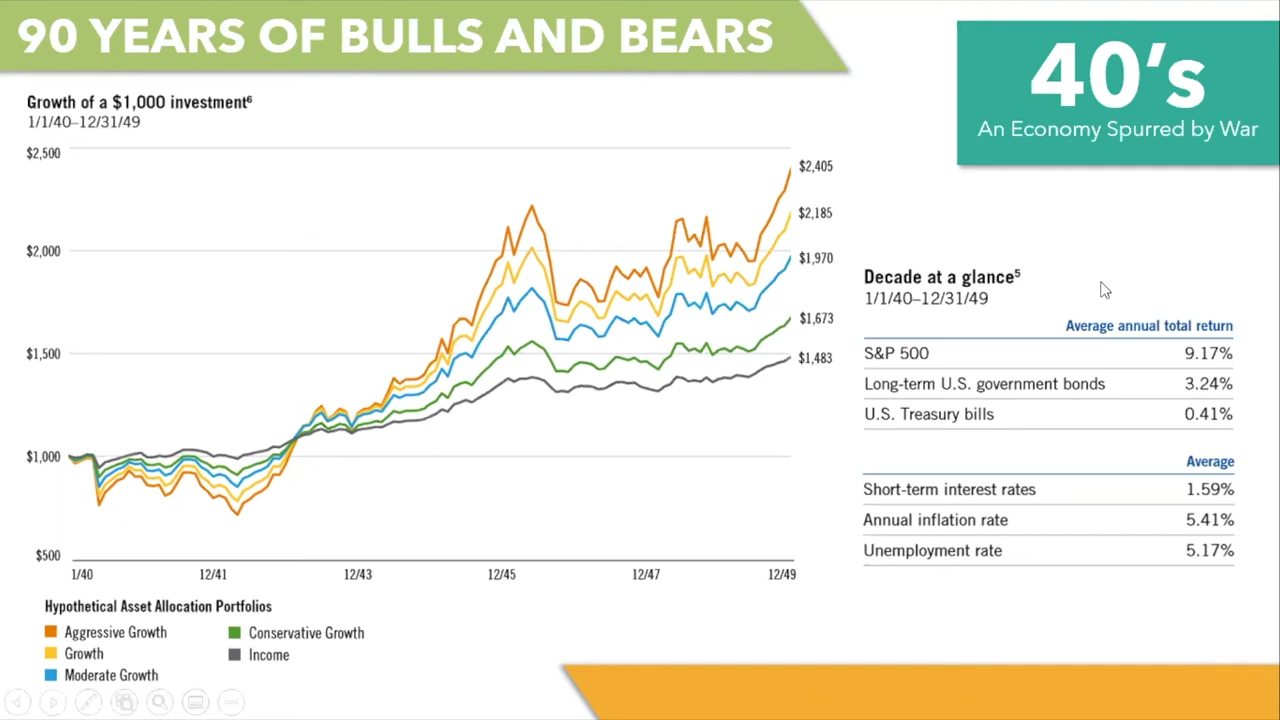 90 YEARS OF BULLS AND BEARS
40's
An Economy Spurred by War
Growth of a $1,000 investment⁶
1/1/40–12/31/49
$2,500
$2,000
$1,500
$1,000
$500
$2,405
$2,185
$1,970
$1,673
$1,483
1/40 12/41 12/43 12/45 12/47 12/49
Hypothetical Asset Allocation Portfolios
Aggressive Growth
Growth
Moderate Growth
Conservative Growth
Income
Decade at a glance⁵
1/1/40–12/31/49
Average annual total return
S&P 500 9.17%
Long-term U.S. government bonds 3.24%
U.S. Treasury bills 0.41%
Average
Short-term interest rates 1.59%
Annual inflation rate 5.41%
Unemployment rate 5.17%